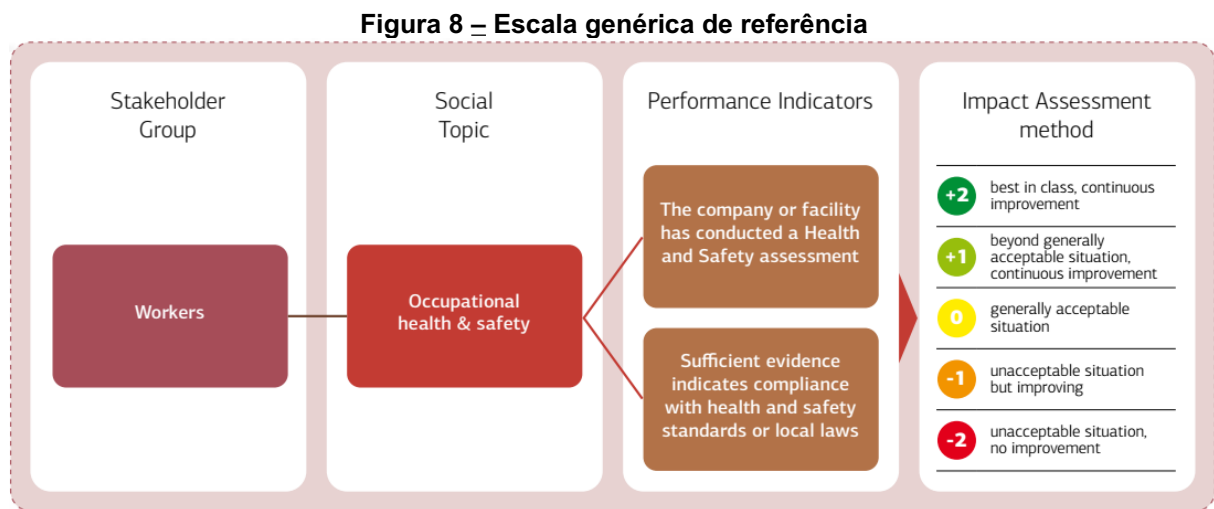 Figura 8 – Escala genérica de referência
Stakeholder
Group
Social
Topic
Performance Indicators
Impact Assessment
method
Workers
Occupational
health & safety
The company or facility
has conducted a Health
and Safety assessment
Sufficient evidence
indicates compliance
with health and safety
standards or local laws
+2
best in class, continuous
improvement
+1
beyond generally
acceptable situation,
continuous improvement
0
generally acceptable
situation
-1
unacceptable situation
but improving
-2
unacceptable situation,
no improvement